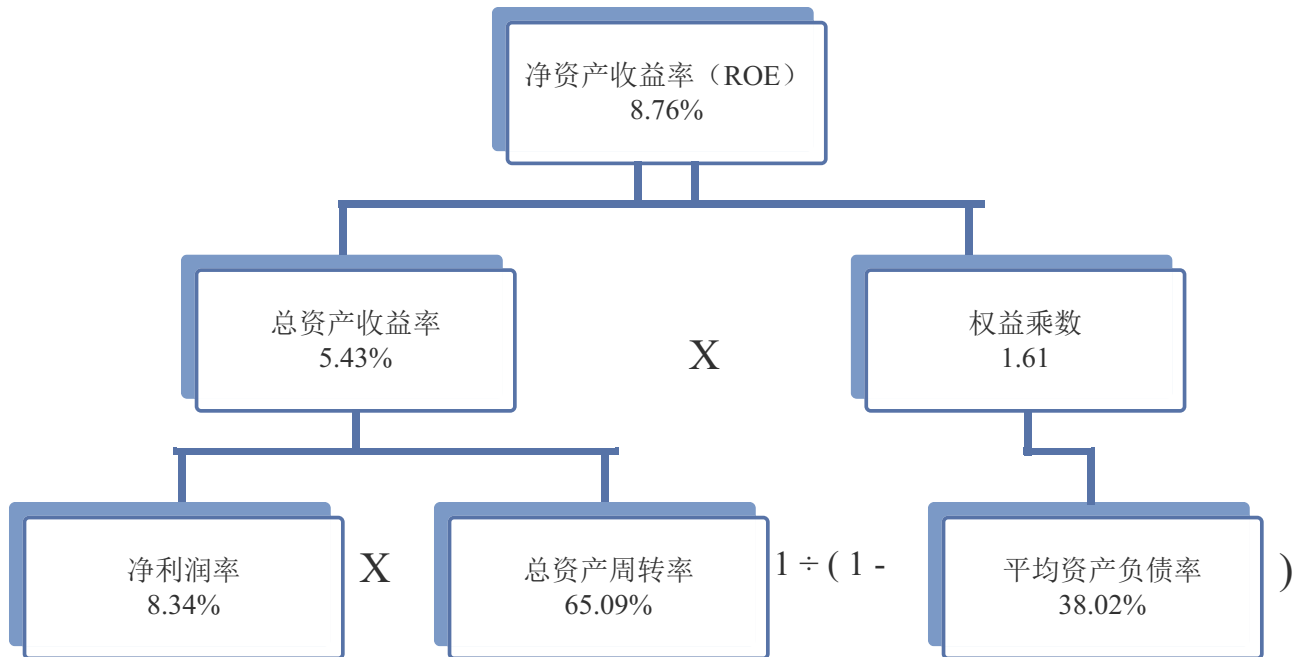 净资产收益率（ROE）
8.76%
总资产收益率
5.43%
X
权益乘数
1.61
净利润率
8.34%
X
总资产周转率
65.09%
1 ÷ ( 1 -
平均资产负债率
38.02%
)